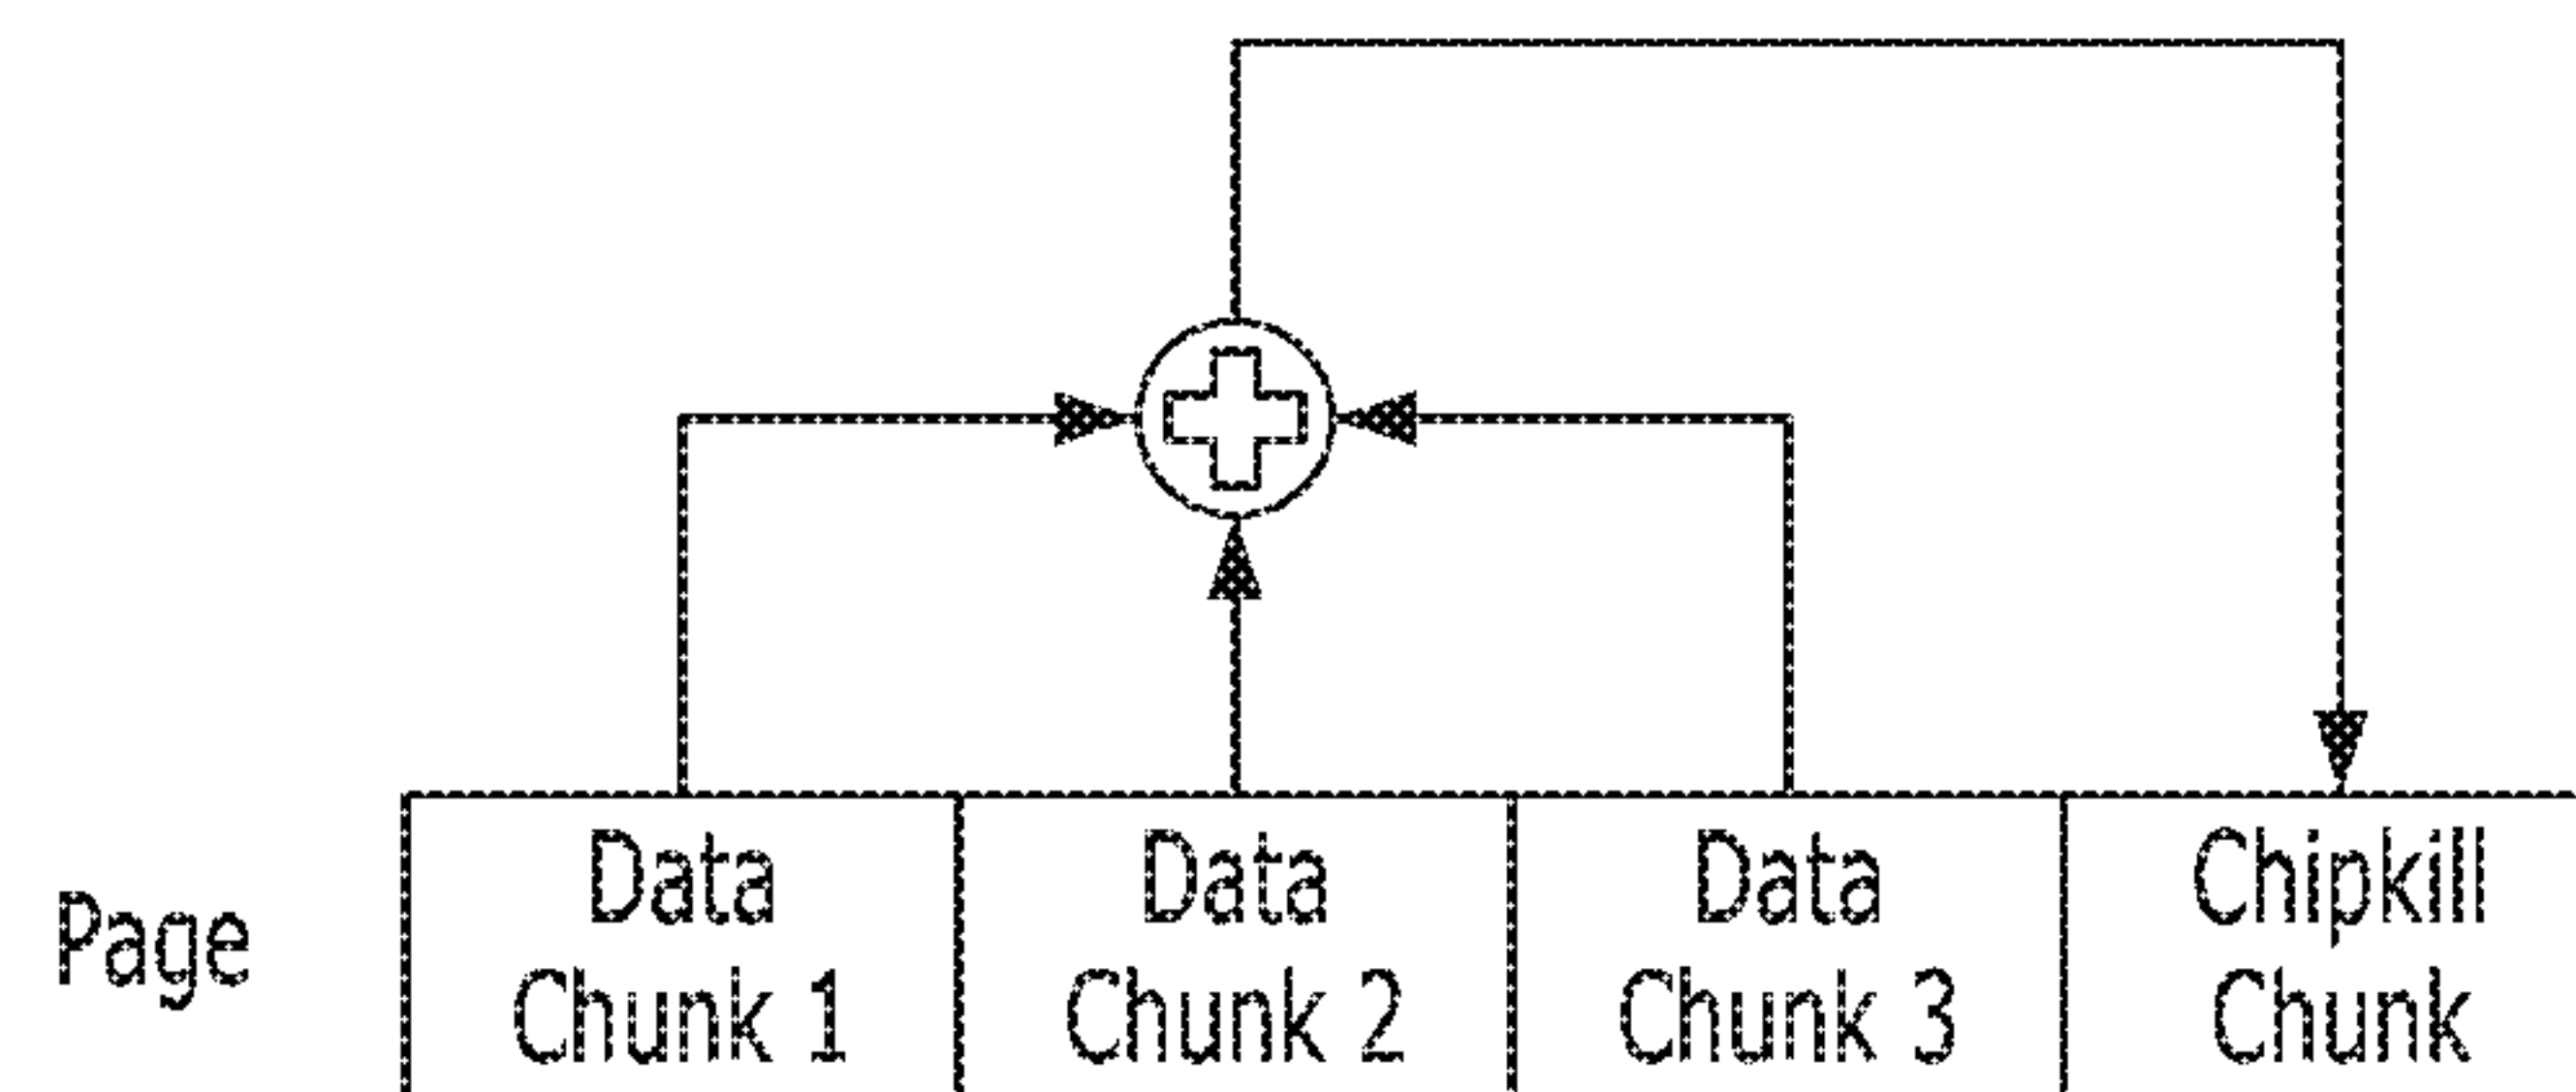 Page
Data
Chunk 1
Data
Chunk 2
Data
Chunk 3
Chipkill
Chunk